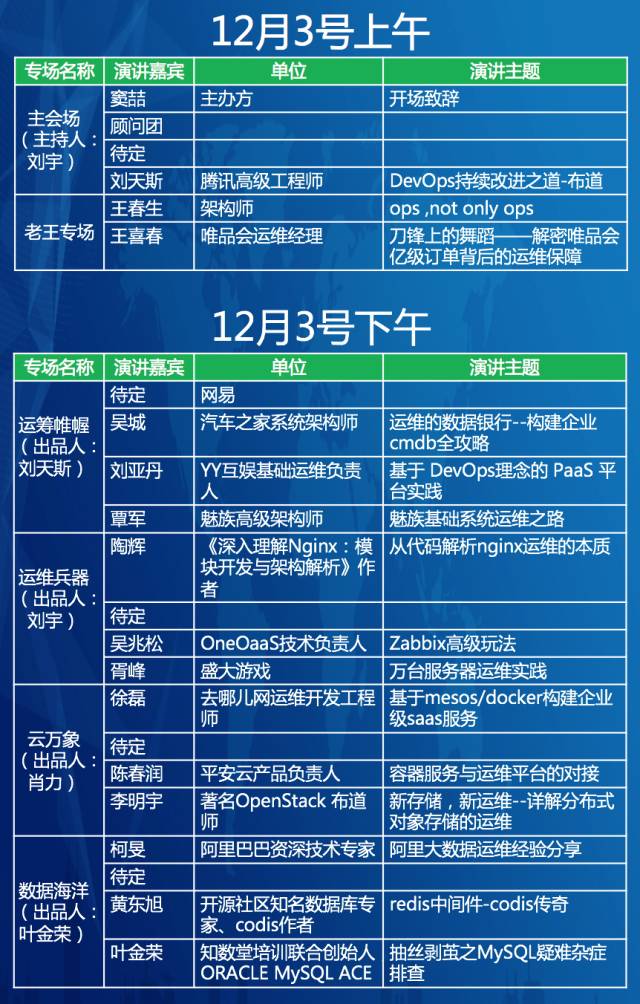 12月3号上午
专场名称 演讲嘉宾 单位 演讲主题
主会场
（主持人：
刘宇）
窦喆 主办方 开场致辞
顾问团
待定
刘天斯 腾讯高级工程师 DevOps持续改进之道-布道
老王专场
王春生 架构师 ops ,not only ops
王喜春 唯品会运维经理 刀锋上的舞蹈——解密唯品会
亿级订单背后的运维保障
12月3号下午
专场名称 演讲嘉宾 单位 演讲主题
运筹帷幄
（出品人：
刘天斯）
待定 网易
吴城 汽车之家系统架构师 运维的数据银行--构建企业
cmdb全攻略
刘亚丹 YY互娱基础运维负责
人
基于 DevOps理念的 PaaS 平
台实践
覃军 魅族高级架构师 魅族基础系统运维之路
运维兵器
（出品人：
刘宇）
陶辉 《深入理解Nginx：模
块开发与架构解析》作
者
从代码解析nginx运维的本质
待定
吴兆松 OneOaaS技术负责人 Zabbix高级玩法
胥峰 盛大游戏 万台服务器运维实践
云万象
（出品人：
肖力）
徐磊 去哪儿网运维开发工程
师
基于mesos/docker构建企业
级saas服务
待定
陈春润 平安云产品负责人 容器服务与运维平台的对接
李明宇 著名OpenStack 布道
师
新存储，新运维--详解分布式
对象存储的运维
数据海洋
（出品人：
叶金荣）
柯旻 阿里巴巴资深技术专家 阿里大数据运维经验分享
待定
黄东旭 开源社区知名数据库专
家、codis作者
redis中间件-codis传奇
叶金荣 知数堂培训联合创始人
ORACLE MySQL ACE
抽丝剥茧之MySQL疑难杂症
排查